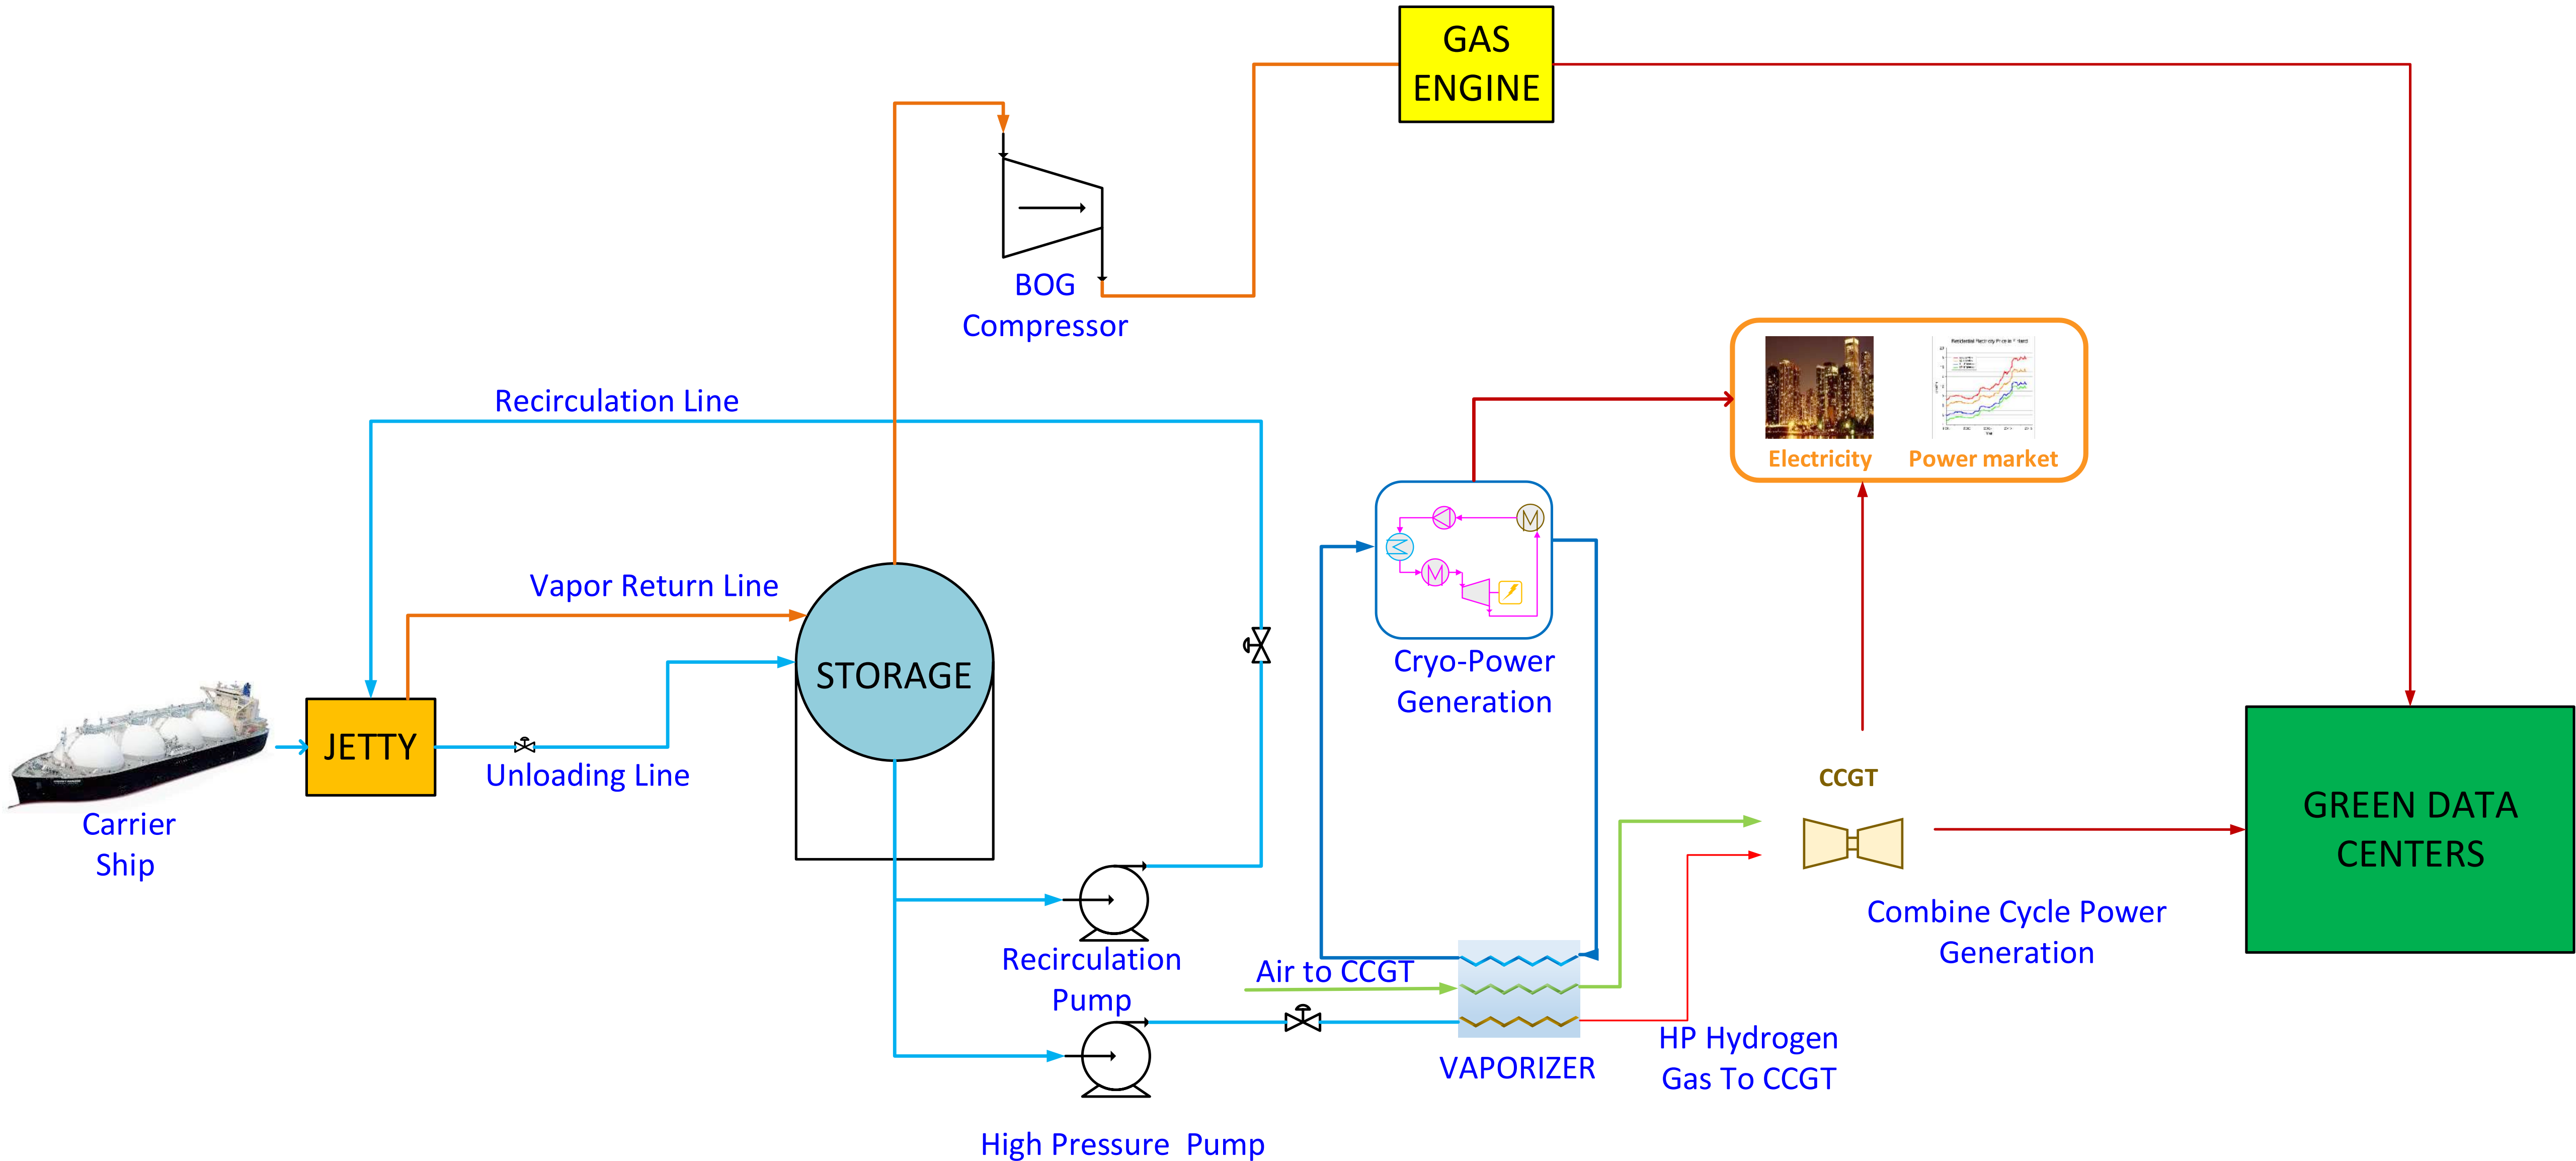 GAS
ENGINE
BOG
Compressor
Recirculation Line
Electricity
Power market
Vapor Return Line
STORAGE
Cryo-Power
Generation
JETTY
Unloading Line
Carrier
Ship
CCGT
GREEN DATA
CENTERS
Combine Cycle Power
Generation
Recirculation
Pump
Air to CCGT
HP Hydrogen
Gas To CCGT
VAPORIZER
High Pressure  Pump